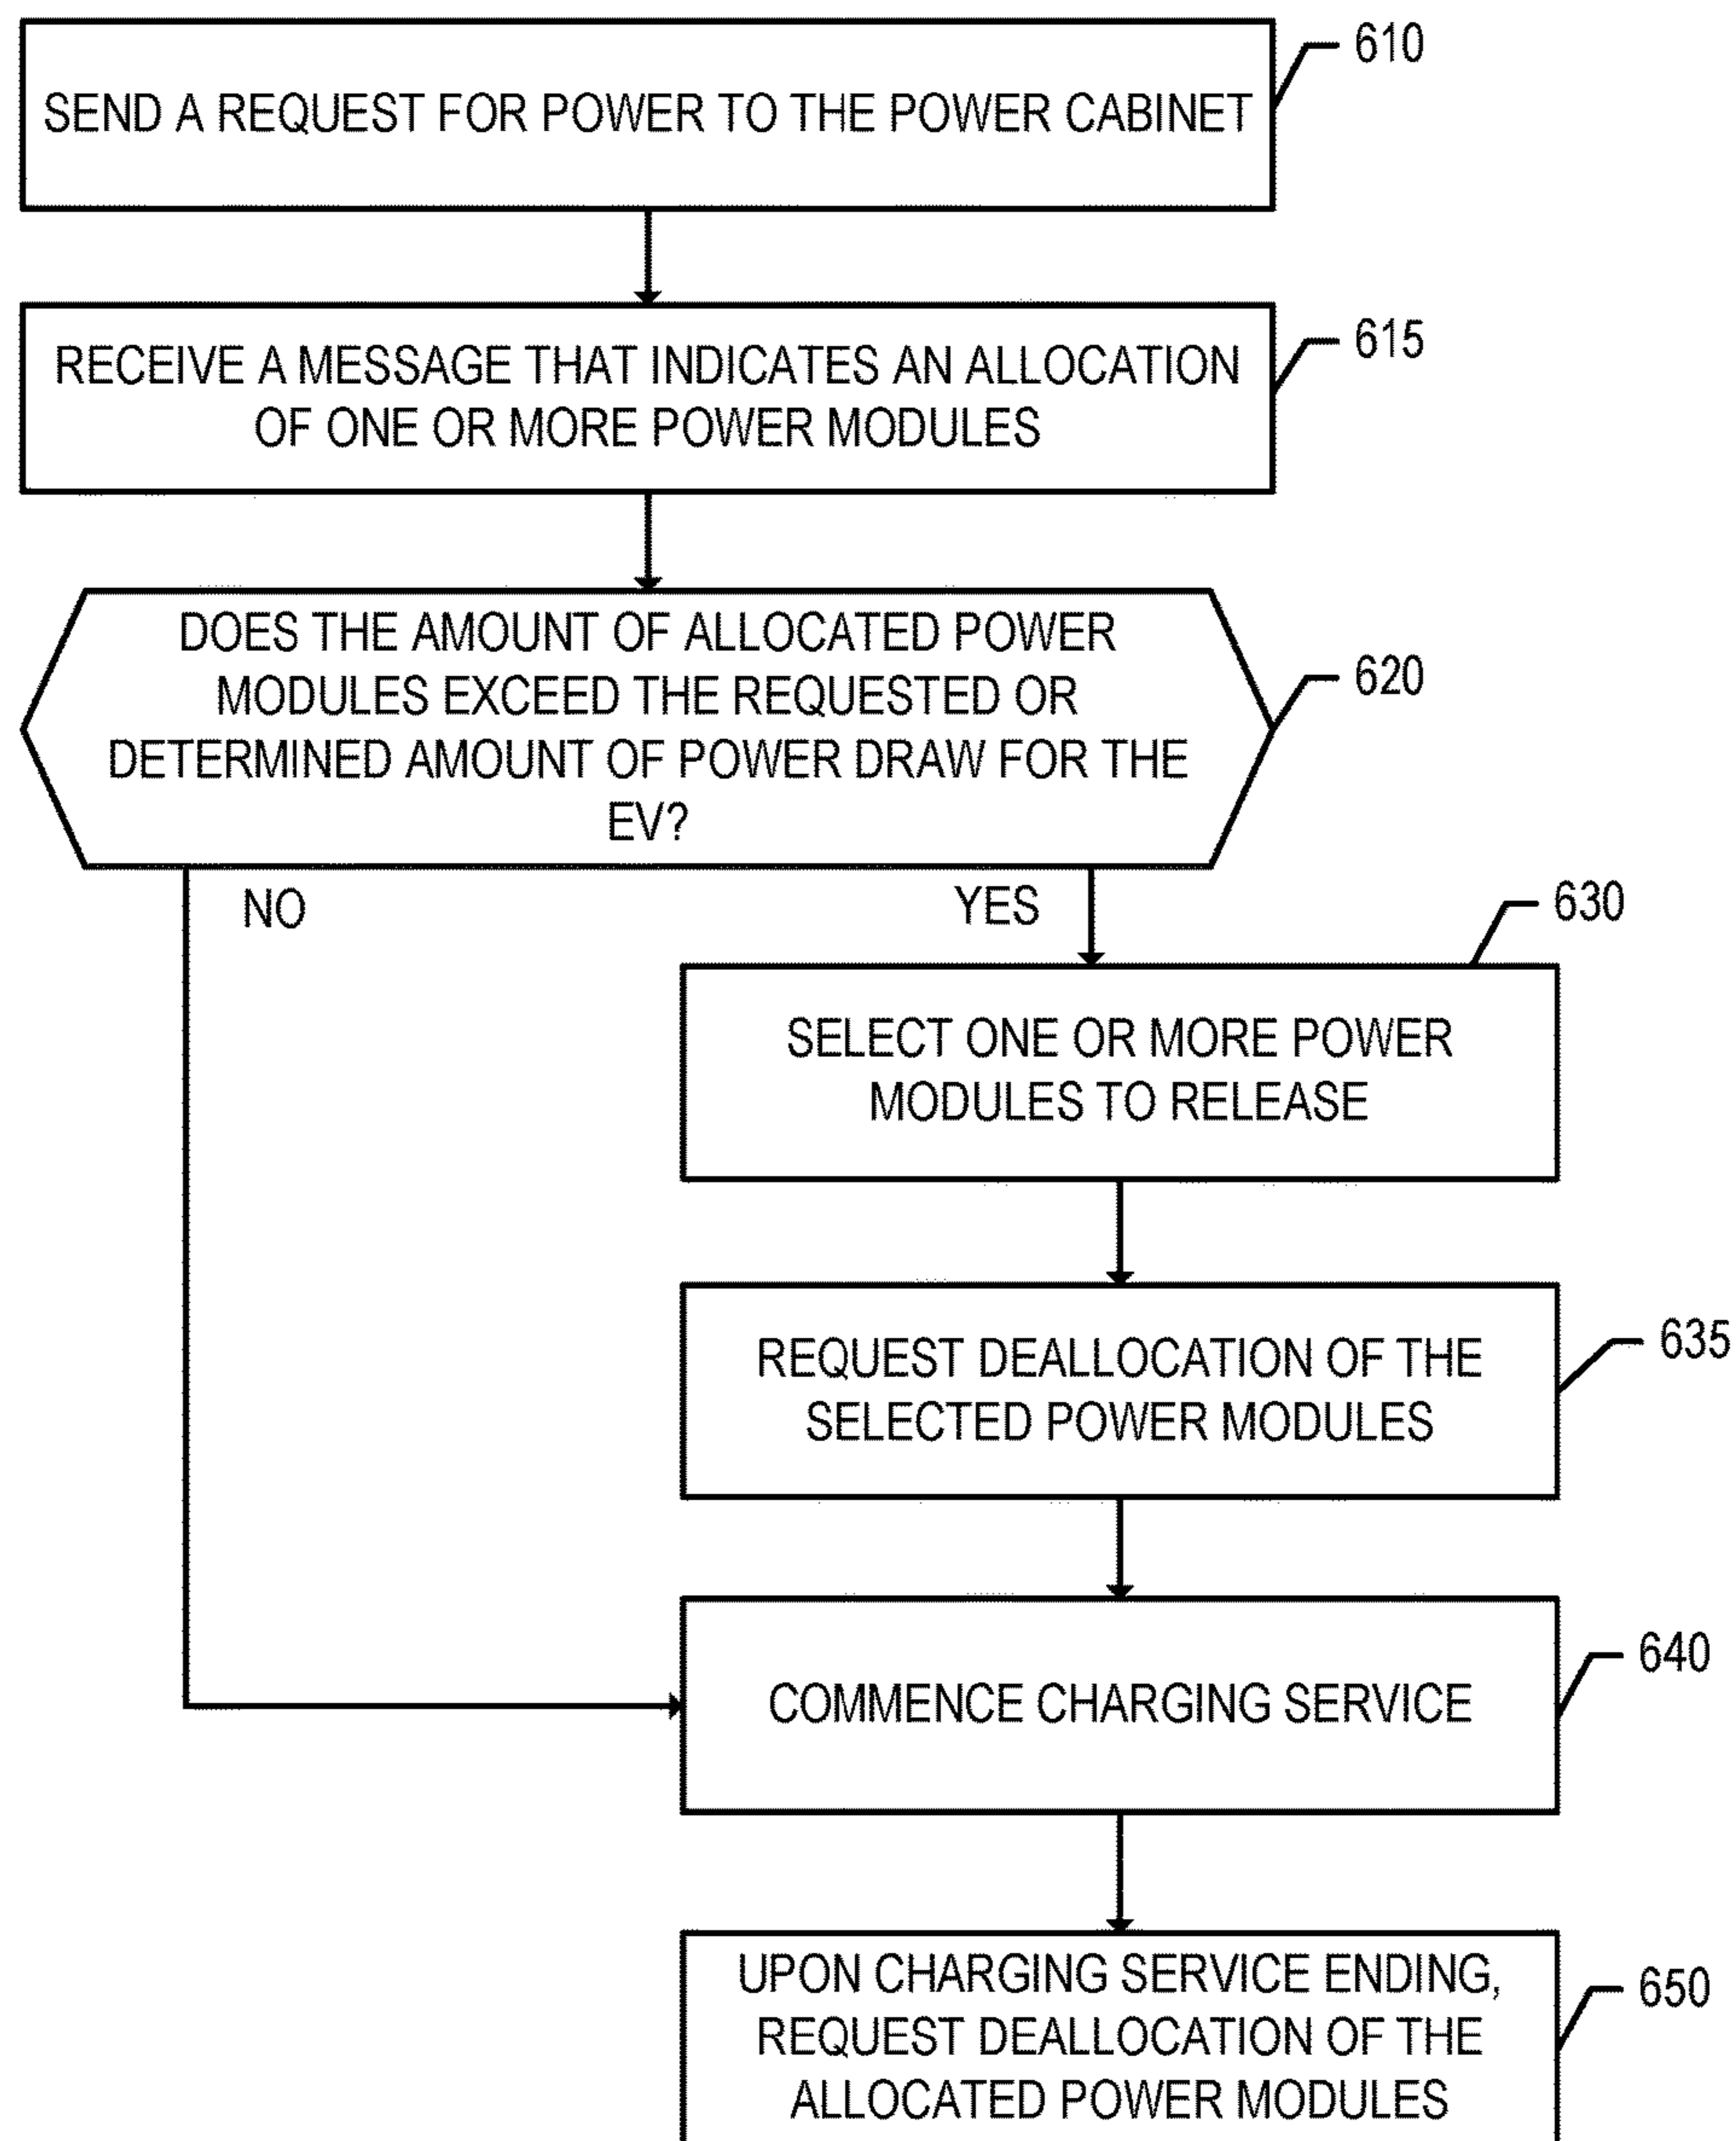 610
SEND A REQUEST FOR POWER TO THE POWER CABINET
615
RECEIVE A MESSAGE THAT INDICATES AN ALLOCATION
OF ONE OR MORE POWER MODULES
DOES THE AMOUNT OF ALLOCATED POWER
MODULES EXCEED THE REQUESTED OR
620
DETERMINED AMOUNT OF POWER DRAW FOR THE
EV?
NO
YES
630
SELECT ONE OR MORE POWER
MODULES TO RELEASE
635
REQUEST DEALLOCATION OF THE
SELECTED POWER MODULES
640
COMMENCE CHARGING SERVICE
UPON CHARGING SERVICE ENDING,
650
REQUEST DEALLOCATION OF THE
ALLOCATED POWER MODULES